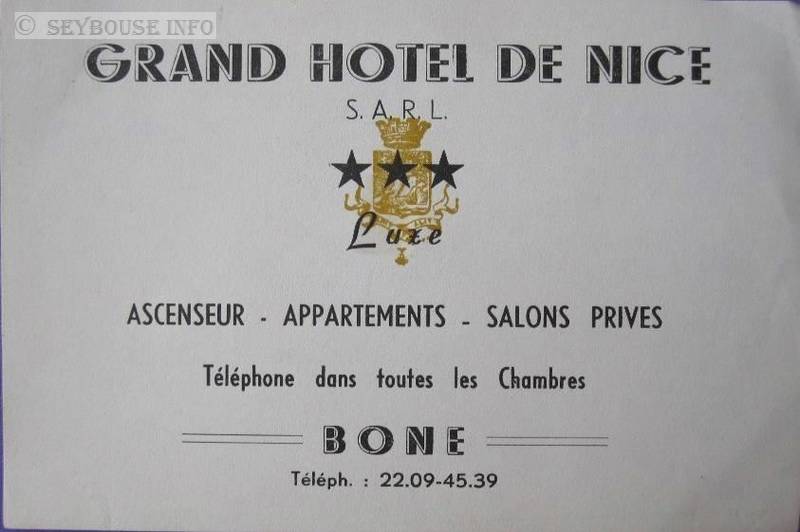 © SEYBOUSE INFO
GRAND HOTEL DE NICE
S. A. R. L.
Luxe
ASCENSEUR - APPARTEMENTS - SALONS PRIVES
Téléphone dans toutes les Chambres
BONE
Téléph. : 22.09-45.39